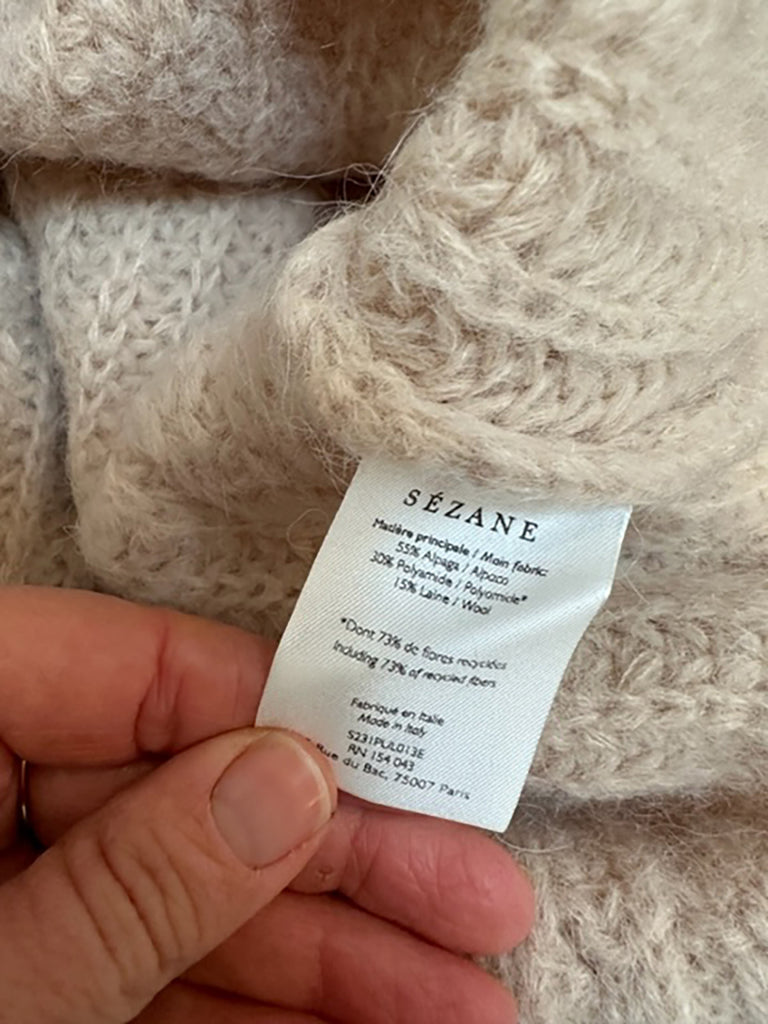 SÉZANE
Matière principale / Main fabric:
55% Alpaga / Alpaca
30% Polyamide / Polyamide*
15% Laine / Wool
*Dont 73% de fibres recyclées
Including 73% of recycled fibers
Fabriqué en Italie
Made in Italy
S231PUL013E
RN 154 043
Rue du Bac, 75007 Paris